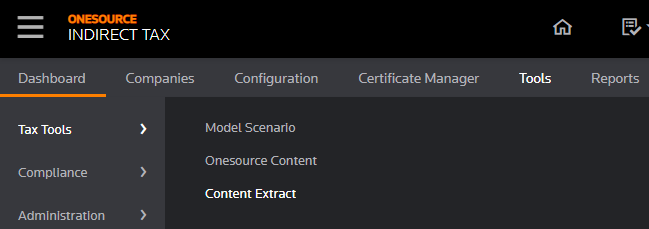 ONESOURCE
INDIRECT TAX
Dashboard Companies Configuration Certificate Manager Tools Reports
Tax Tools
Compliance
Administration
Model Scenario
Onesource Content
Content Extract